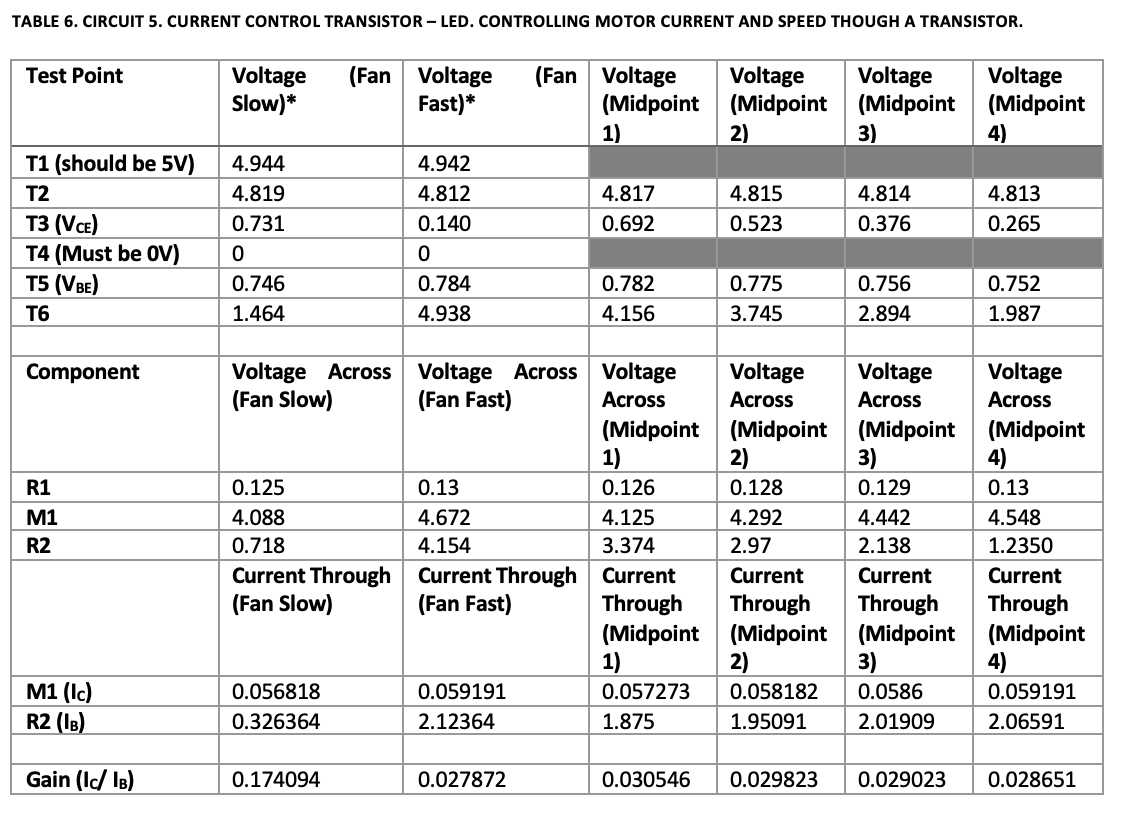 TABLE 6. CIRCUIT 5. CURRENT CONTROL TRANSISTOR – LED. CONTROLLING MOTOR CURRENT AND SPEED THOUGH A TRANSISTOR.
Test Point Voltage (Fan Slow)* Voltage (Fan Fast)* Voltage (Midpoint 1) Voltage (Midpoint 2) Voltage (Midpoint 3) Voltage (Midpoint 4)
T1 (should be 5V) 4.944 4.942
T2 4.819 4.812 4.817 4.815 4.814 4.813
T3 (VCE) 0.731 0.140 0.692 0.523 0.376 0.265
T4 (Must be 0V) 0 0
T5 (VBE) 0.746 0.784 0.782 0.775 0.756 0.752
T6 1.464 4.938 4.156 3.745 2.894 1.987
Component Voltage Across (Fan Slow) Voltage Across (Fan Fast) Voltage Across (Midpoint 1) Voltage Across (Midpoint 2) Voltage Across (Midpoint 3) Voltage Across (Midpoint 4)
R1 0.125 0.13 0.126 0.128 0.129 0.13
M1 4.088 4.672 4.125 4.292 4.442 4.548
R2 0.718 4.154 3.374 2.97 2.138 1.2350
Current Through (Fan Slow) Current Through (Fan Fast) Current Through (Midpoint 1) Current Through (Midpoint 2) Current Through (Midpoint 3) Current Through (Midpoint 4)
M1 (IC) 0.056818 0.059191 0.057273 0.058182 0.0586 0.059191
R2 (IB) 0.326364 2.12364 1.875 1.95091 2.01909 2.06591
Gain (IC/ IB) 0.174094 0.027872 0.030546 0.029823 0.029023 0.028651